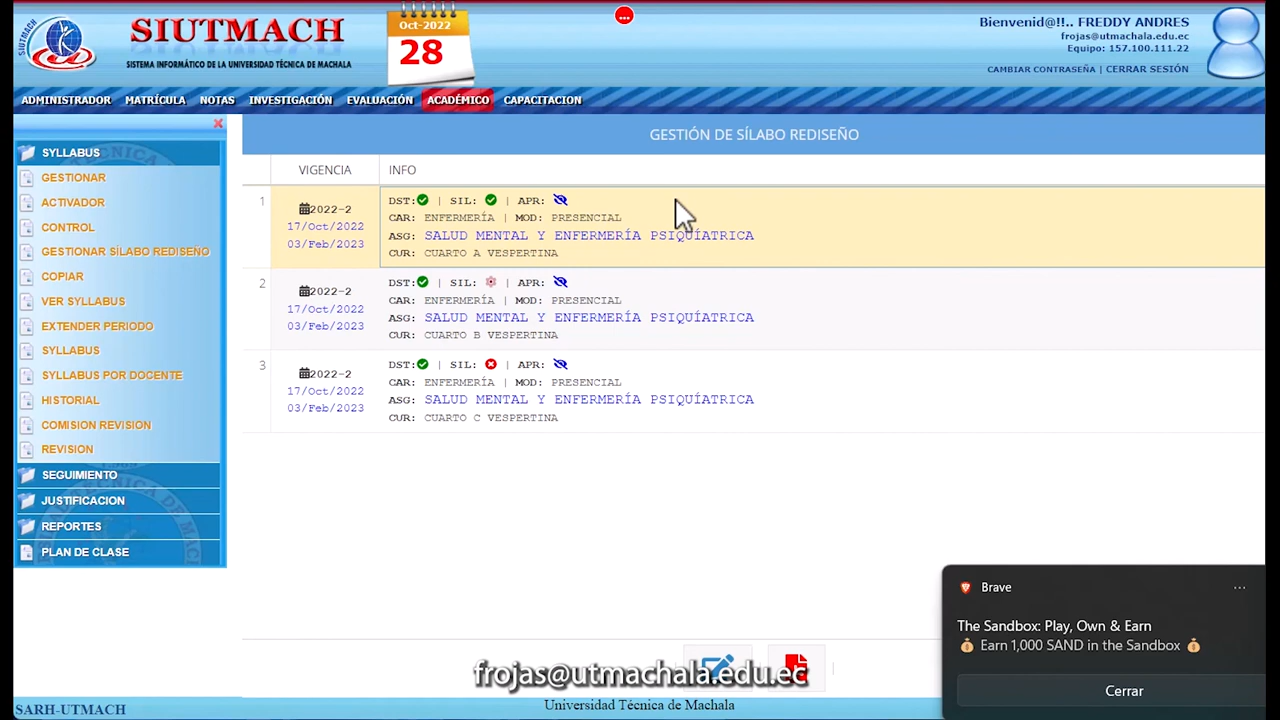 SIUTMACH
SIUTMACH
SISTEMA INFORMÁTICO DE LA UNIVERSIDAD TÉCNICA DE MACHALA
Oct-2022
28
Bienvenid@!!.. FREDDY ANDRES
frojas@utmachala.edu.ec
Equipo: 157.100.111.22
CAMBIAR CONTRASEÑA | CERRAR SESIÓN
ADMINISTRADOR MATRÍCULA NOTAS INVESTIGACIÓN EVALUACIÓN ACADÉMICO CAPACITACION
SYLLABUS
GESTIONAR
ACTIVADOR
CONTROL
GESTIONAR SÍLABO REDISEÑO
COPIAR
VER SYLLABUS
EXTENDER PERIODO
SYLLABUS
SYLLABUS POR DOCENTE
HISTORIAL
COMISION REVISION
REVISION
SEGUIMIENTO
JUSTIFICACION
REPORTES
PLAN DE CLASE
GESTIÓN DE SÍLABO REDISEÑO
VIGENCIA INFO
1
2022-2
17/Oct/2022
03/Feb/2023
DST: | SIL: | APR:
CAR: ENFERMERÍA | MOD: PRESENCIAL
ASG: SALUD MENTAL Y ENFERMERÍA PSIQUÍATRICA
CUR: CUARTO A VESPERTINA
2
2022-2
17/Oct/2022
03/Feb/2023
DST: | SIL: | APR:
CAR: ENFERMERÍA | MOD: PRESENCIAL
ASG: SALUD MENTAL Y ENFERMERÍA PSIQUÍATRICA
CUR: CUARTO B VESPERTINA
3
2022-2
17/Oct/2022
03/Feb/2023
DST: | SIL: | APR:
CAR: ENFERMERÍA | MOD: PRESENCIAL
ASG: SALUD MENTAL Y ENFERMERÍA PSIQUÍATRICA
CUR: CUARTO C VESPERTINA
Brave
The Sandbox: Play, Own & Earn
💰 Earn 1,000 SAND in the Sandbox 💰
Cerrar
frojas@utmachala.edu.ec
SARH-UTMACH
Universidad Técnica de Machala